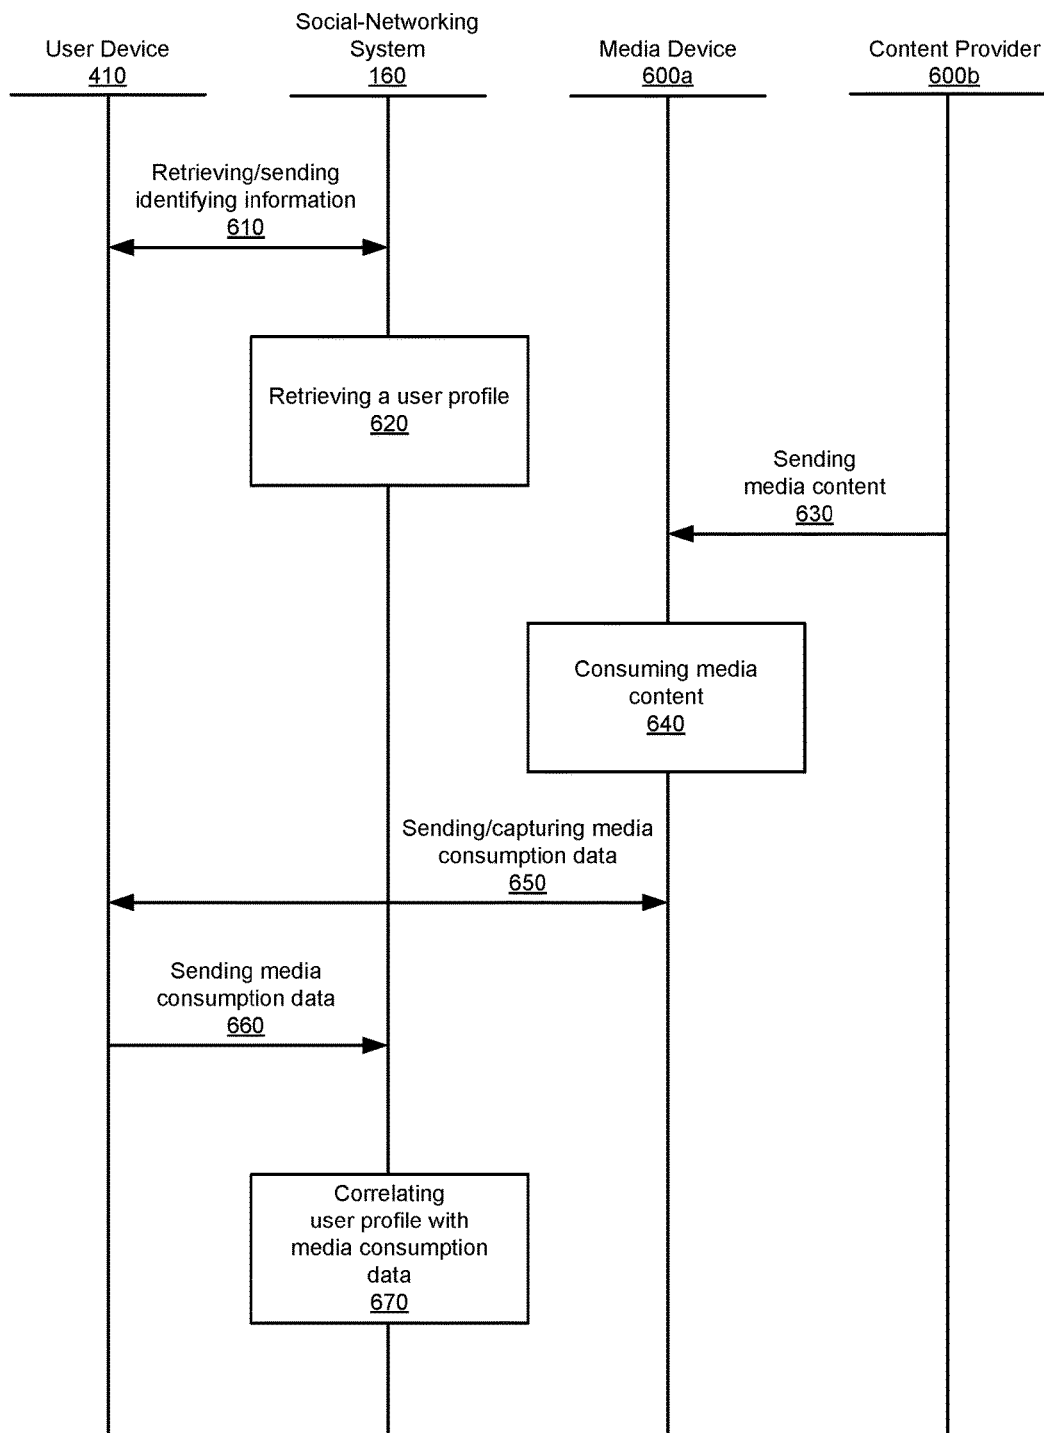 User Device
410
Social-Networking
System
160
Media Device
600a
Content Provider
600b
Retrieving/sending
identifying information
610
Retrieving a user profile
620
Sending
media content
630
Consuming media
content
640
Sending/capturing media
consumption data
650
Sending media
consumption data
660
Correlating
user profile with
media consumption
data
670